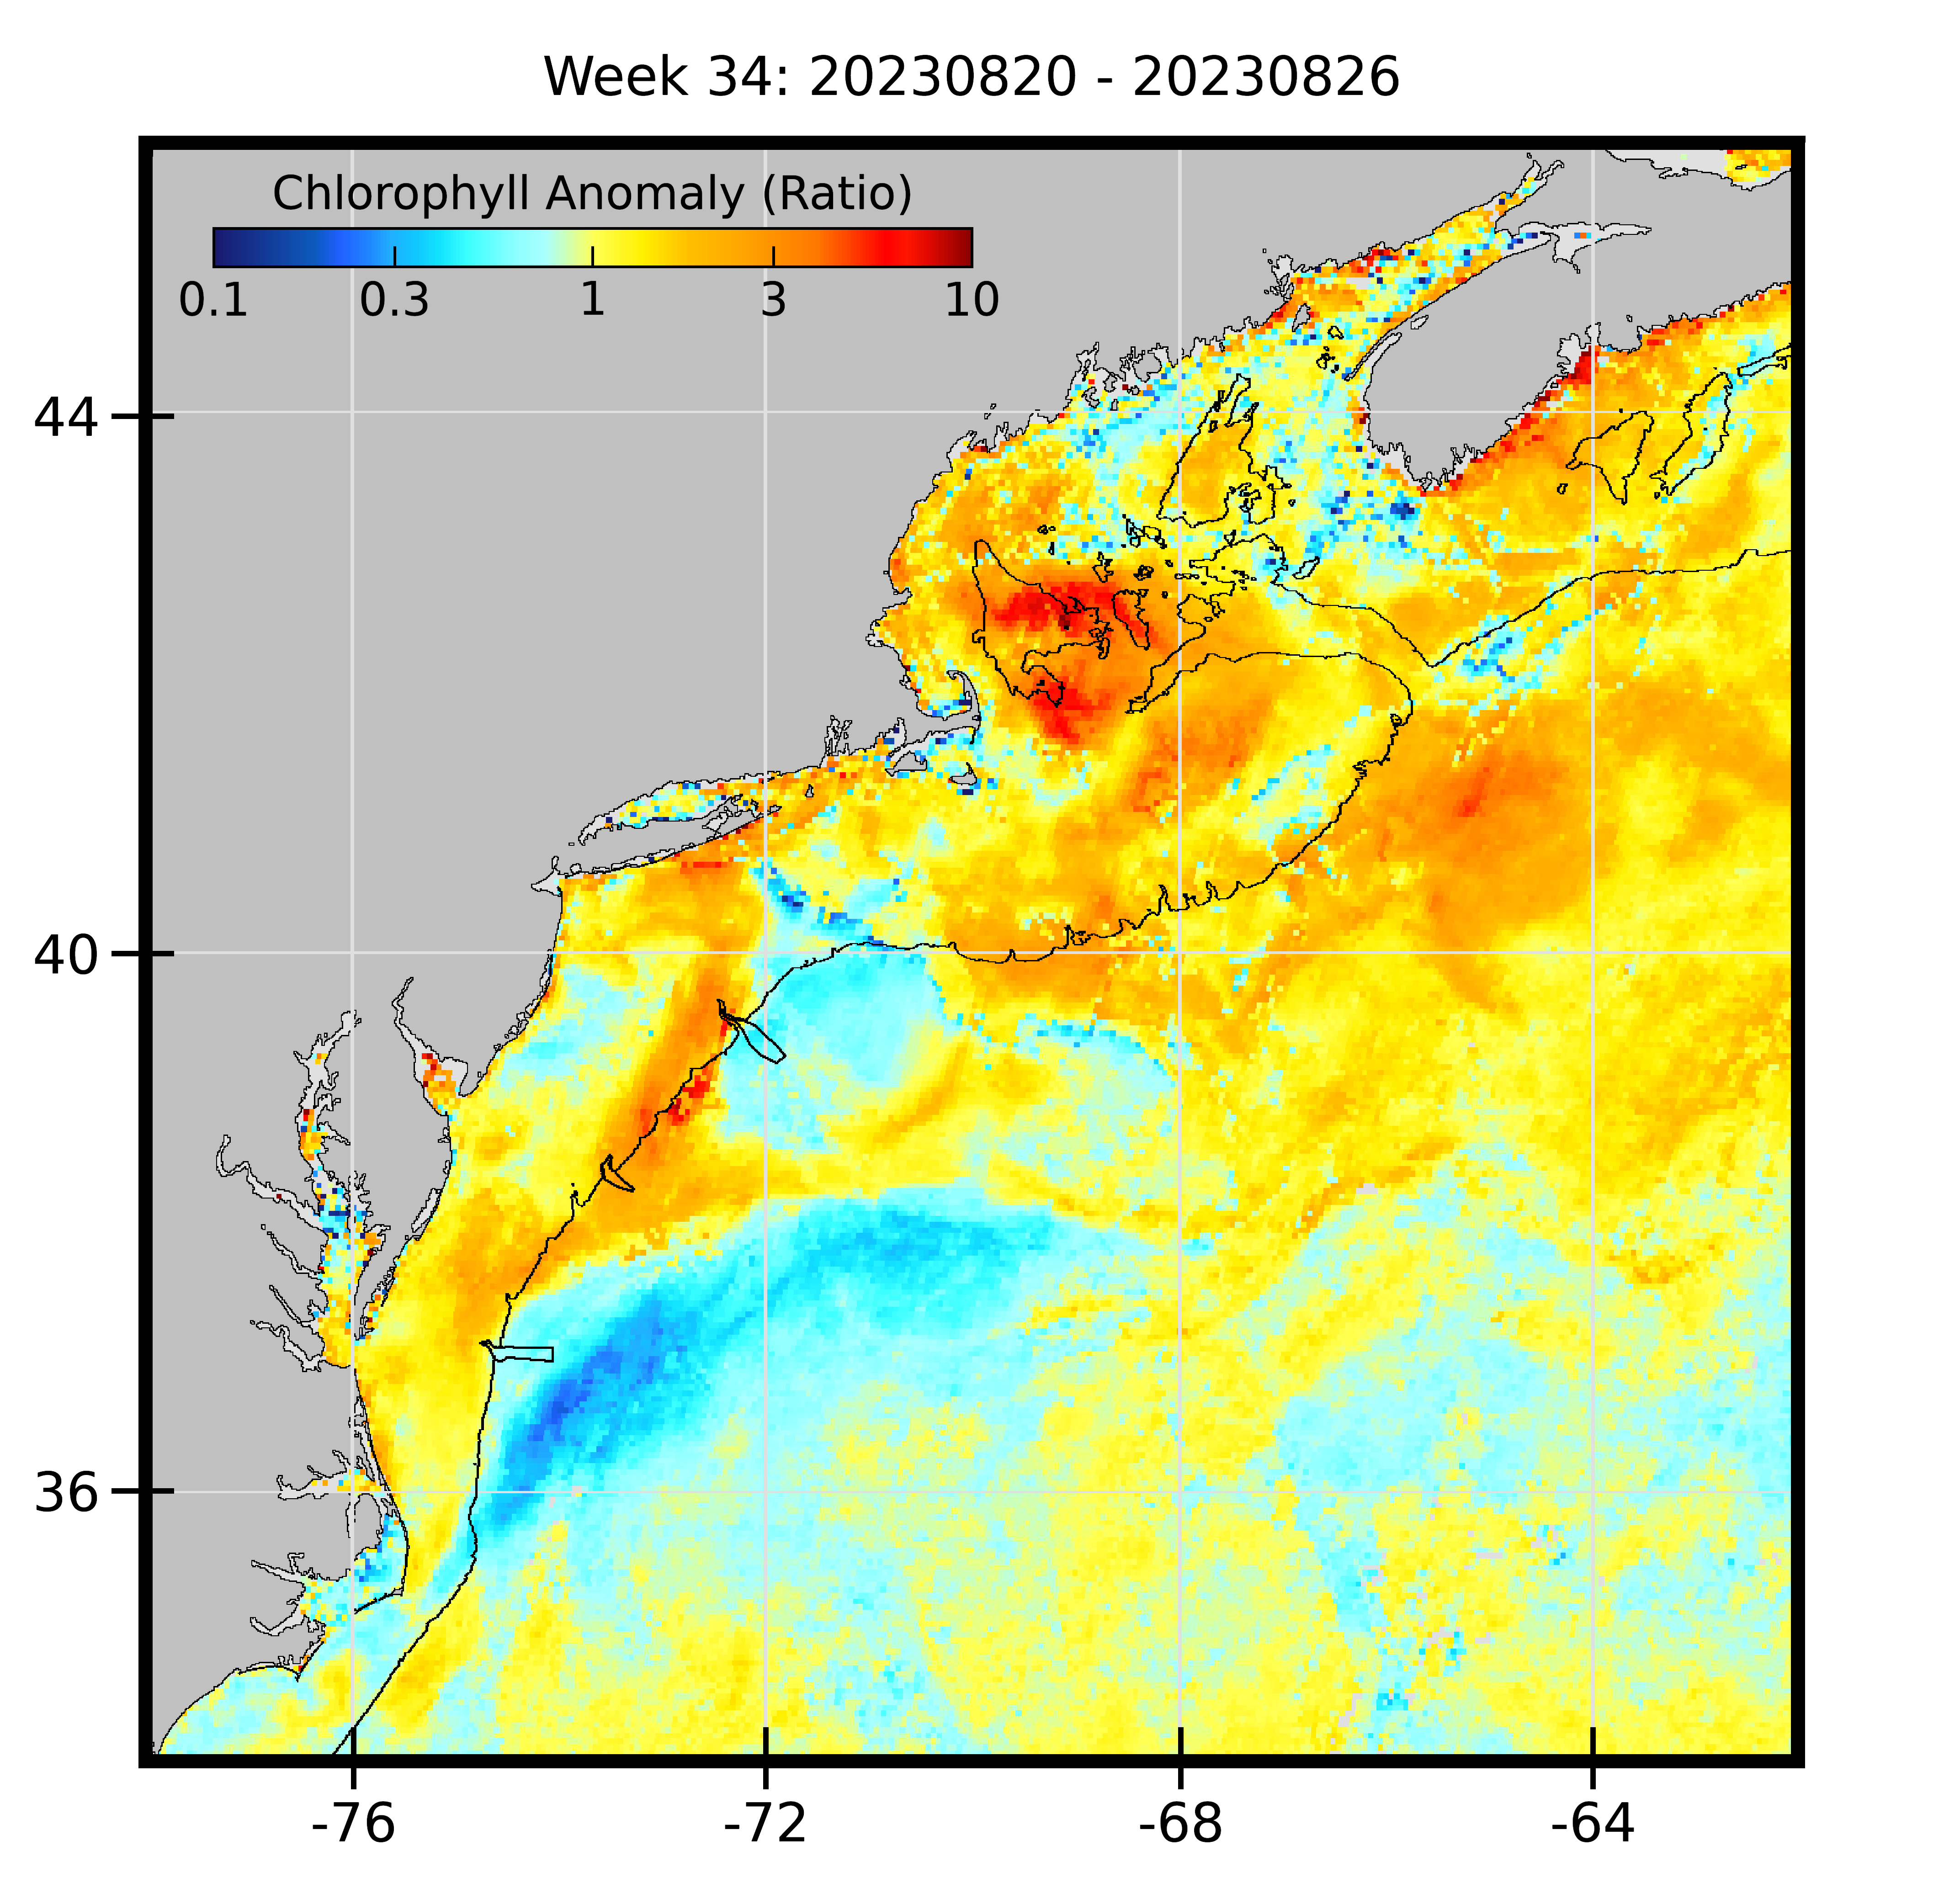 Week 34: 20230820 - 20230826
Chlorophyll Anomaly (Ratio)
0.1 0.3 1 3 10
44
40
36
-76 -72 -68 -64